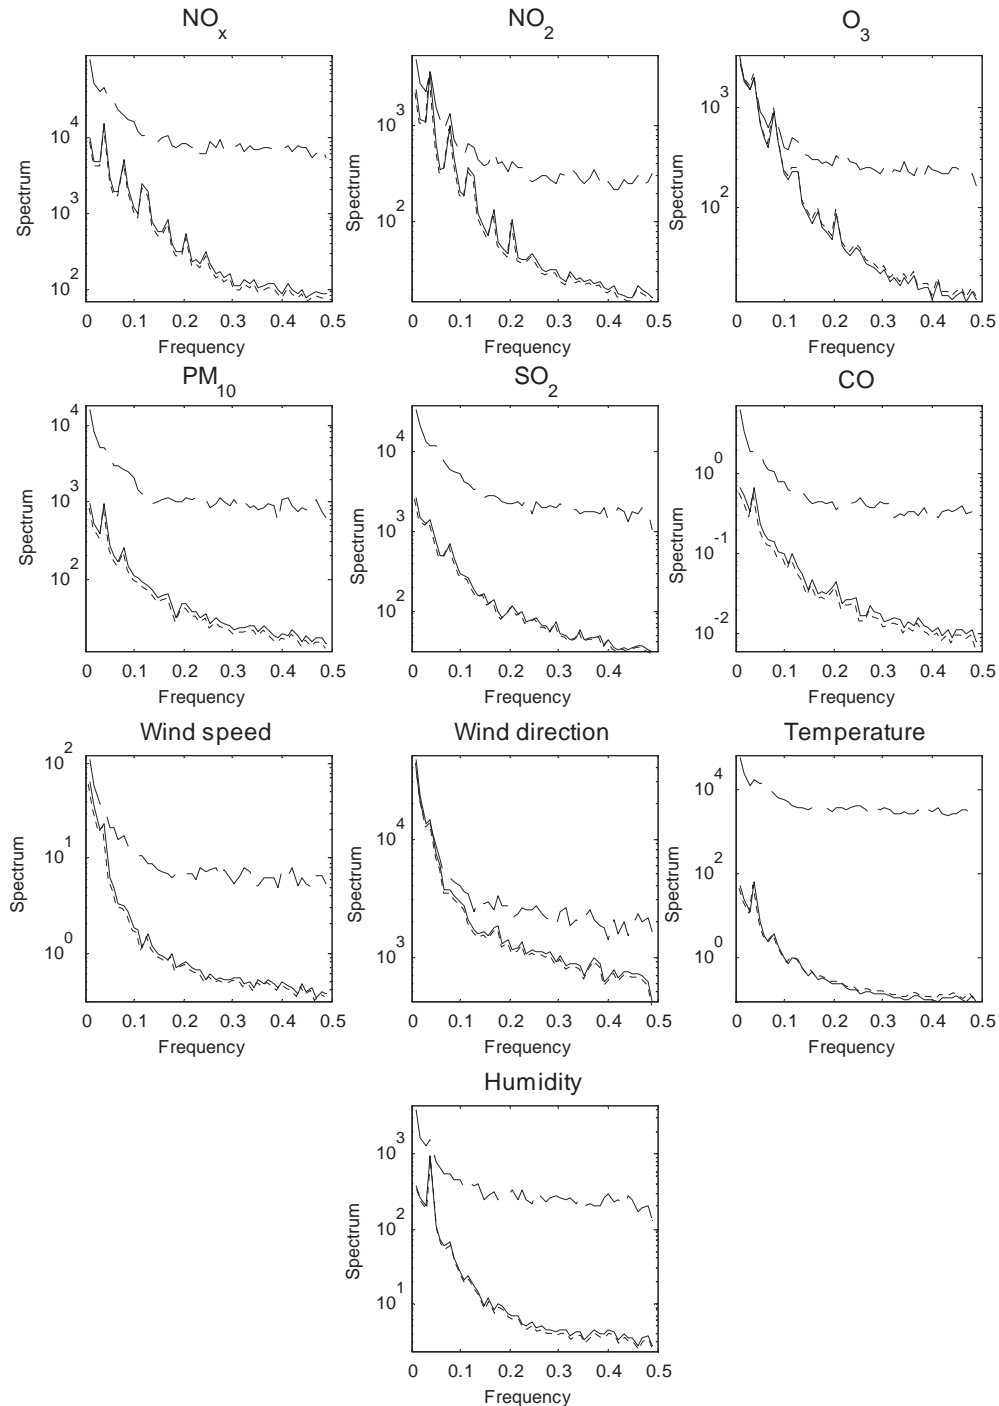 NOx NO2 O3
Spectrum 10^4 10^3 10^2
Spectrum 10^3 10^2
Spectrum 10^3 10^2
0 0.1 0.2 0.3 0.4 0.5
0 0.1 0.2 0.3 0.4 0.5
0 0.1 0.2 0.3 0.4 0.5
Frequency Frequency Frequency
PM10 SO2 CO
Spectrum 10^4 10^3 10^2
Spectrum 10^4 10^3 10^2
Spectrum 10^0 10^-1 10^-2
0 0.1 0.2 0.3 0.4 0.5
0 0.1 0.2 0.3 0.4 0.5
0 0.1 0.2 0.3 0.4 0.5
Frequency Frequency Frequency
Wind speed Wind direction Temperature
Spectrum 10^2 10^1 10^0
Spectrum 10^4 10^3
Spectrum 10^4 10^2 10^0
0 0.1 0.2 0.3 0.4 0.5
0 0.1 0.2 0.3 0.4 0.5
0 0.1 0.2 0.3 0.4 0.5
Frequency Frequency Frequency
Humidity
Spectrum 10^3 10^2 10^1
0 0.1 0.2 0.3 0.4 0.5
Frequency